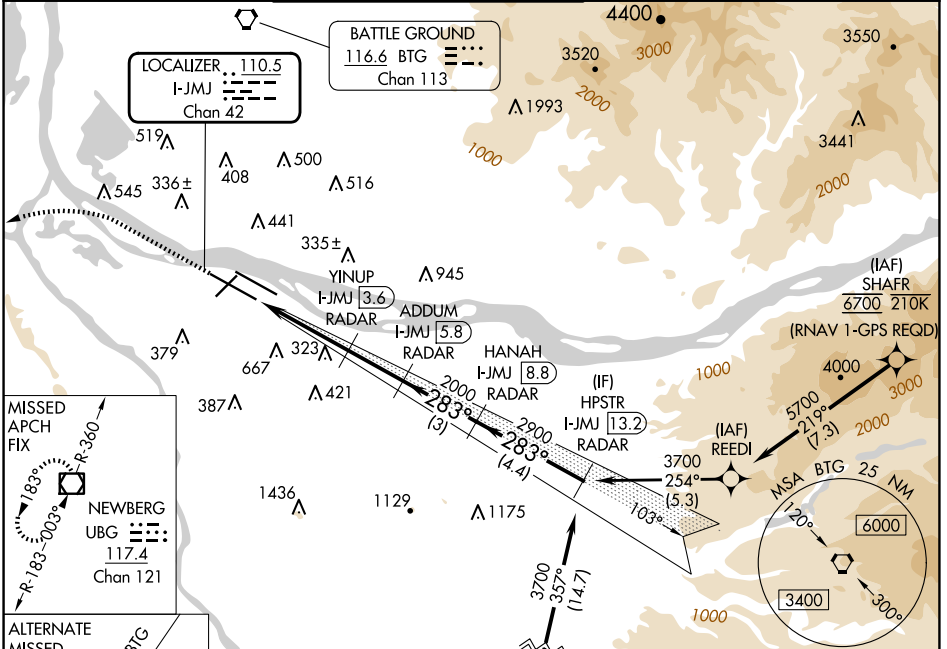 BATTLE GROUND
116.6 BTG
Chan 113
LOCALIZER 110.5
I-JMJ
Chan 42
4400
3520
3000
3550
2000
1993
3441
1000
2000
519
408
500
516
545
336±
441
335±
945
YINUP
I-JMJ 3.6
RADAR
ADDUM
I-JMJ 5.8
RADAR
HANAH
I-JMJ 8.8
RADAR
(IF)
HPSTR
I-JMJ 13.2
RADAR
(IAF)
SHAFR
6700 210K
(RNAV 1-GPS REQD)
379
667
323
421
387
2000
283°
(3)
2900
283°
(4.4)
1000
4000
3000
2000
5700
219°
(7.3)
(IAF)
REEDI
3700
254°
(5.3)
103°
1436
1129
1175
3700
357°
(14.7)
1000
MISSED
APCH
FIX
R-360
183°
R-183-003°
NEWBERG
UBG
117.4
Chan 121
MSA BTG 25 NM
120°
6000
3400
300°
ALTERNATE
MISSED
BTG